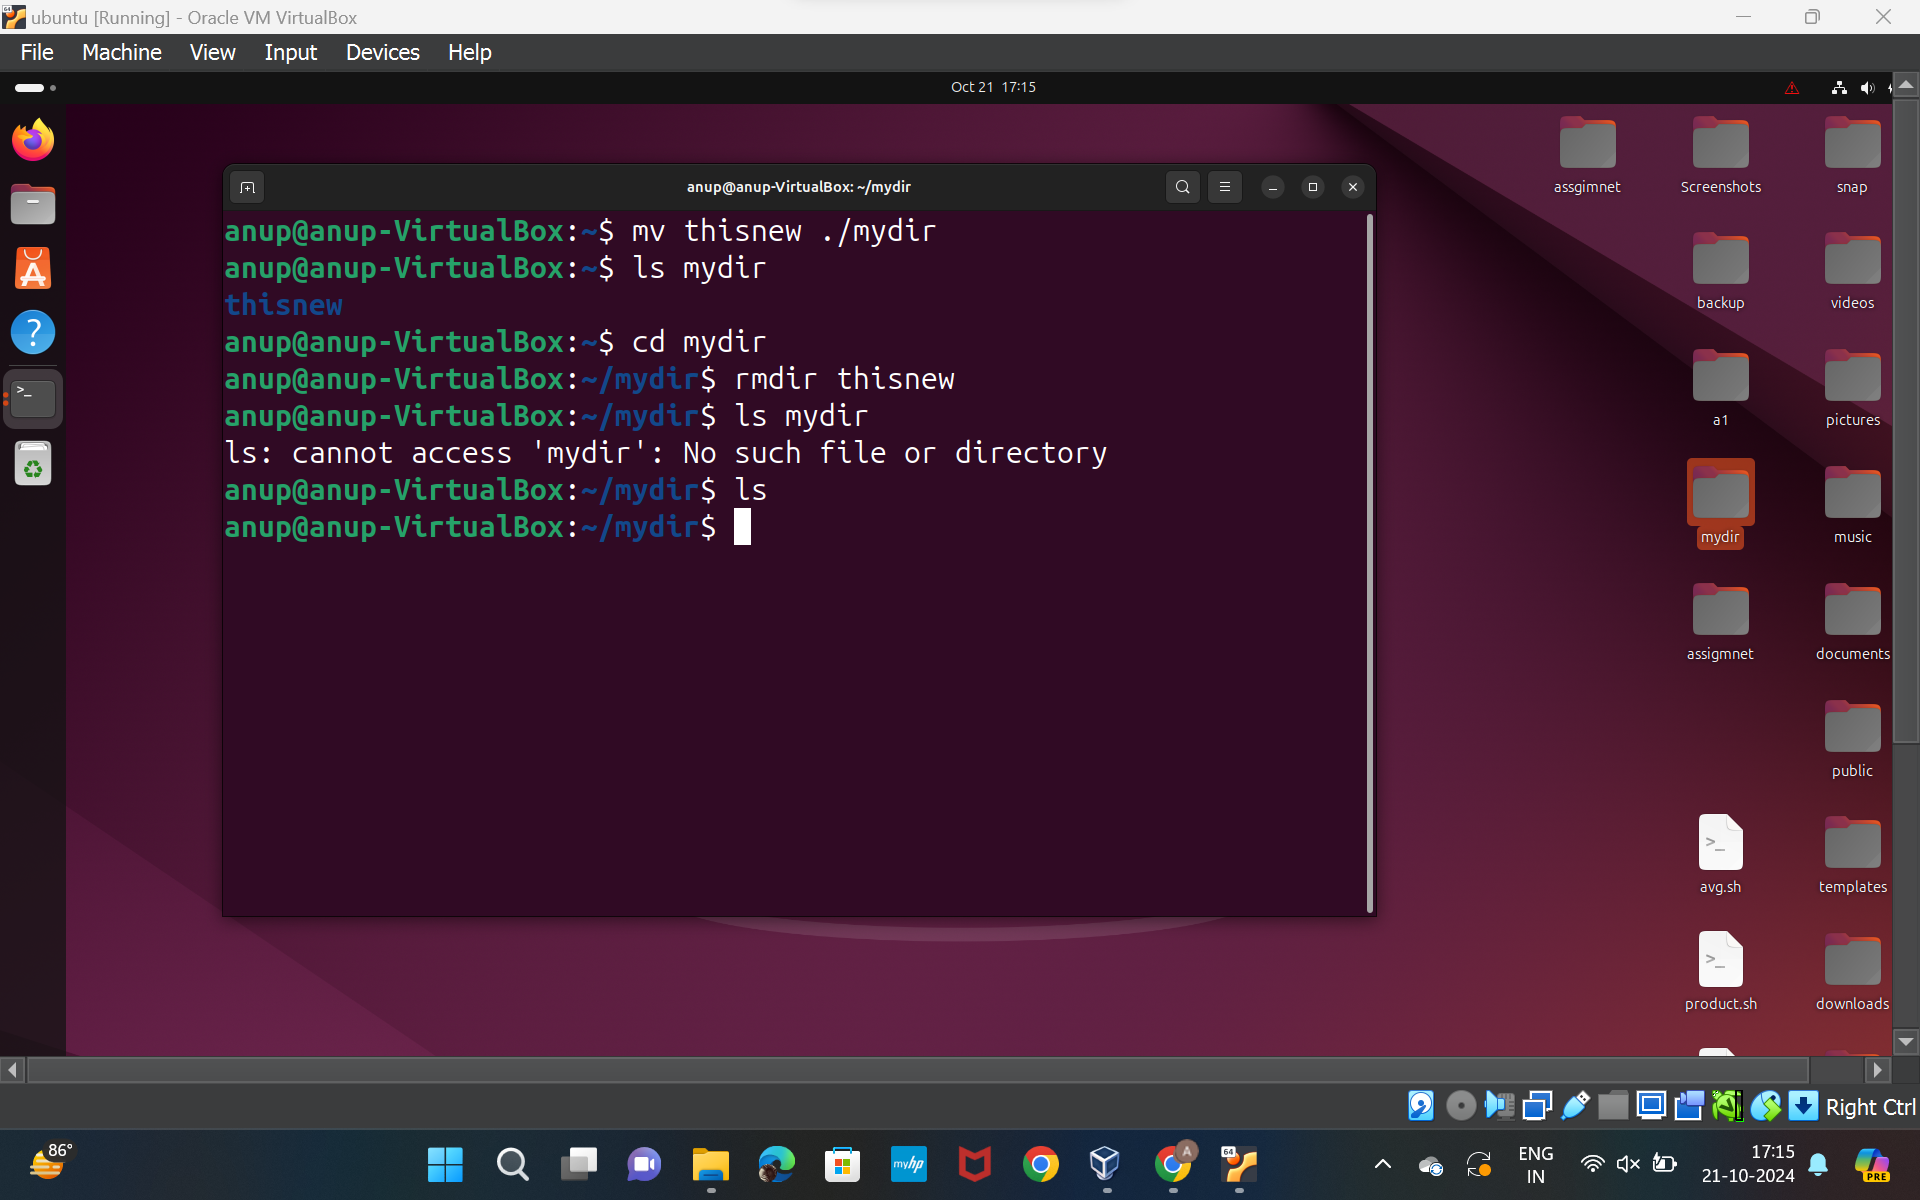 ubuntu [Running] - Oracle VM VirtualBox
File Machine View Input Devices Help
Oct 21 17:15
anup@anup-VirtualBox: ~/mydir
anup@anup-VirtualBox:~$ mv thisnew ./mydir
anup@anup-VirtualBox:~$ ls mydir
thisnew
anup@anup-VirtualBox:~$ cd mydir
anup@anup-VirtualBox:~/mydir$ rmdir thisnew
anup@anup-VirtualBox:~/mydir$ ls mydir
ls: cannot access 'mydir': No such file or directory
anup@anup-VirtualBox:~/mydir$ ls
anup@anup-VirtualBox:~/mydir$
assgimnet Screenshots snap
backup videos
a1 pictures
mydir music
assigmnet documents
public
avg.sh templates
product.sh downloads
Right Ctrl
86°
myhp
A
64
ENG
IN
17:15
21-10-2024
PRE